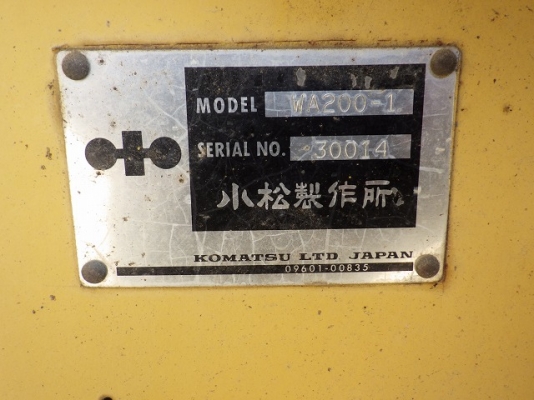 MODEL WA200-1
SERIAL NO. 30014
小松製作所
KOMATSU LTD JAPAN
09601-00835